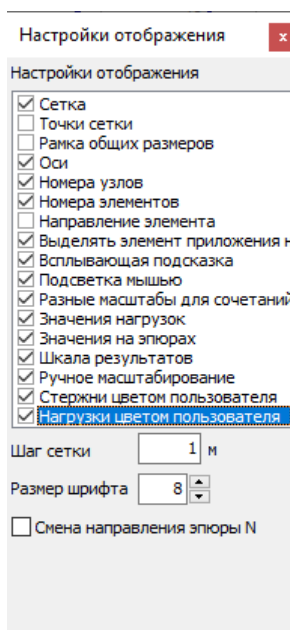 Настройки отображения x
Настройки отображения
Сетка
Точки сетки
Рамка общих размеров
Оси
Номера узлов
Номера элементов
Направление элемента
Выделять элемент приложения н
Всплывающая подсказка
Подсветка мышью
Разные масштабы для сочетаний
Значения нагрузок
Значения на эпюрах
Шкала результатов
Ручное масштабирование
Стержни цветом пользователя
Нагрузки цветом пользователя
Шаг сетки 1 м
Размер шрифта 8
Смена направления эпюры N